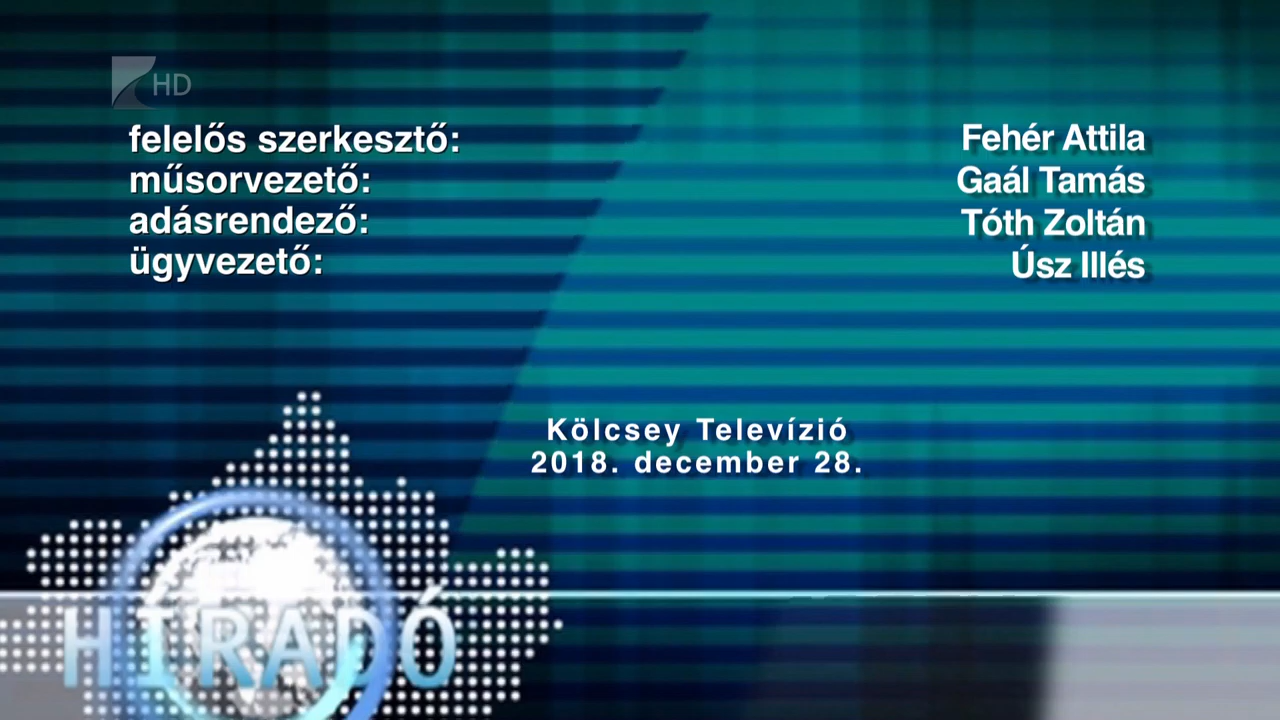 HD
felelős szerkesztő: Fehér Attila
műsorvezető: Gaál Tamás
adásrendező: Tóth Zoltán
ügyvezető: Úsz Illés
Kölcsey Televízió
2018. december 28.
HÍRADÓ